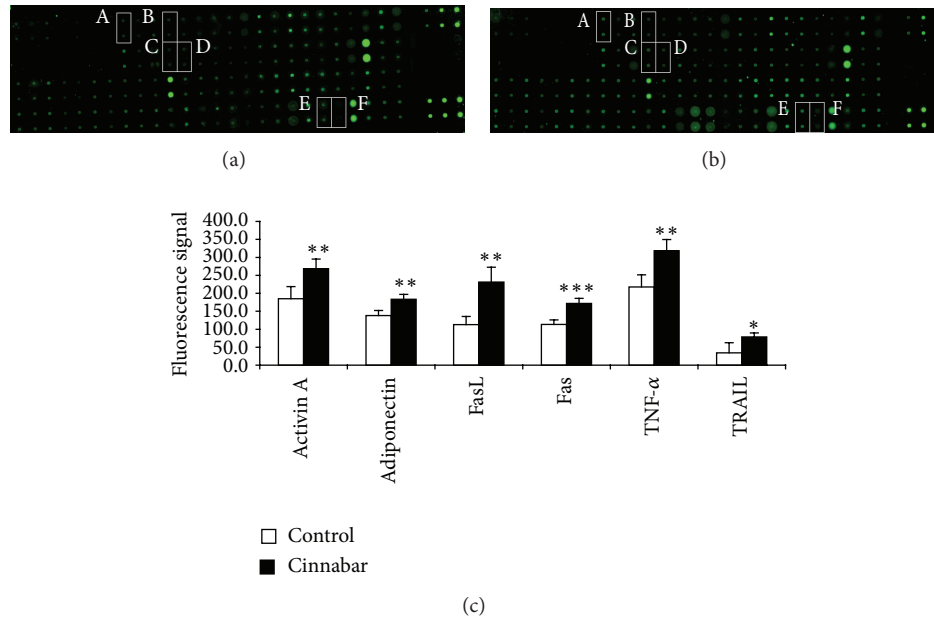 A B
C D
E F
A B
C D
E F
(a) (b)
Fluorescence signal
400.0
350.0
300.0
250.0
200.0
150.0
100.0
50.0
0.0
** ** ** *** ** *
Activin A
Adiponectin
FasL
Fas
TNF-α
TRAIL
Control
Cinnabar
(c)